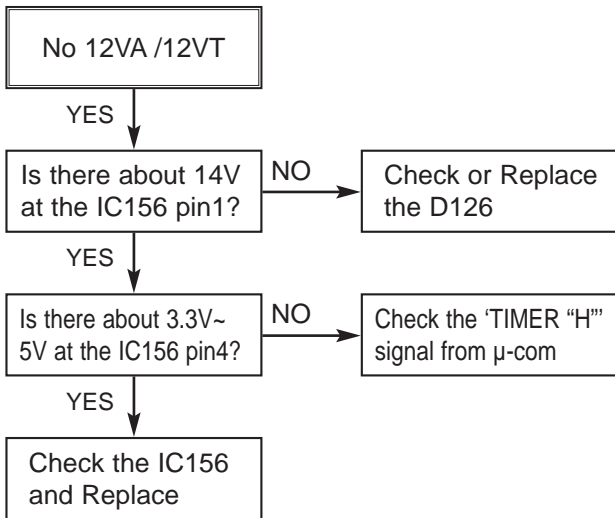 No 12VA /12VT
YES
Is there about 14V
at the IC156 pin1?
NO
Check or Replace
the D126
YES
Is there about 3.3V~
5V at the IC156 pin4?
NO
Check the ‘TIMER “H”’
signal from µ-com
YES
Check the IC156
and Replace